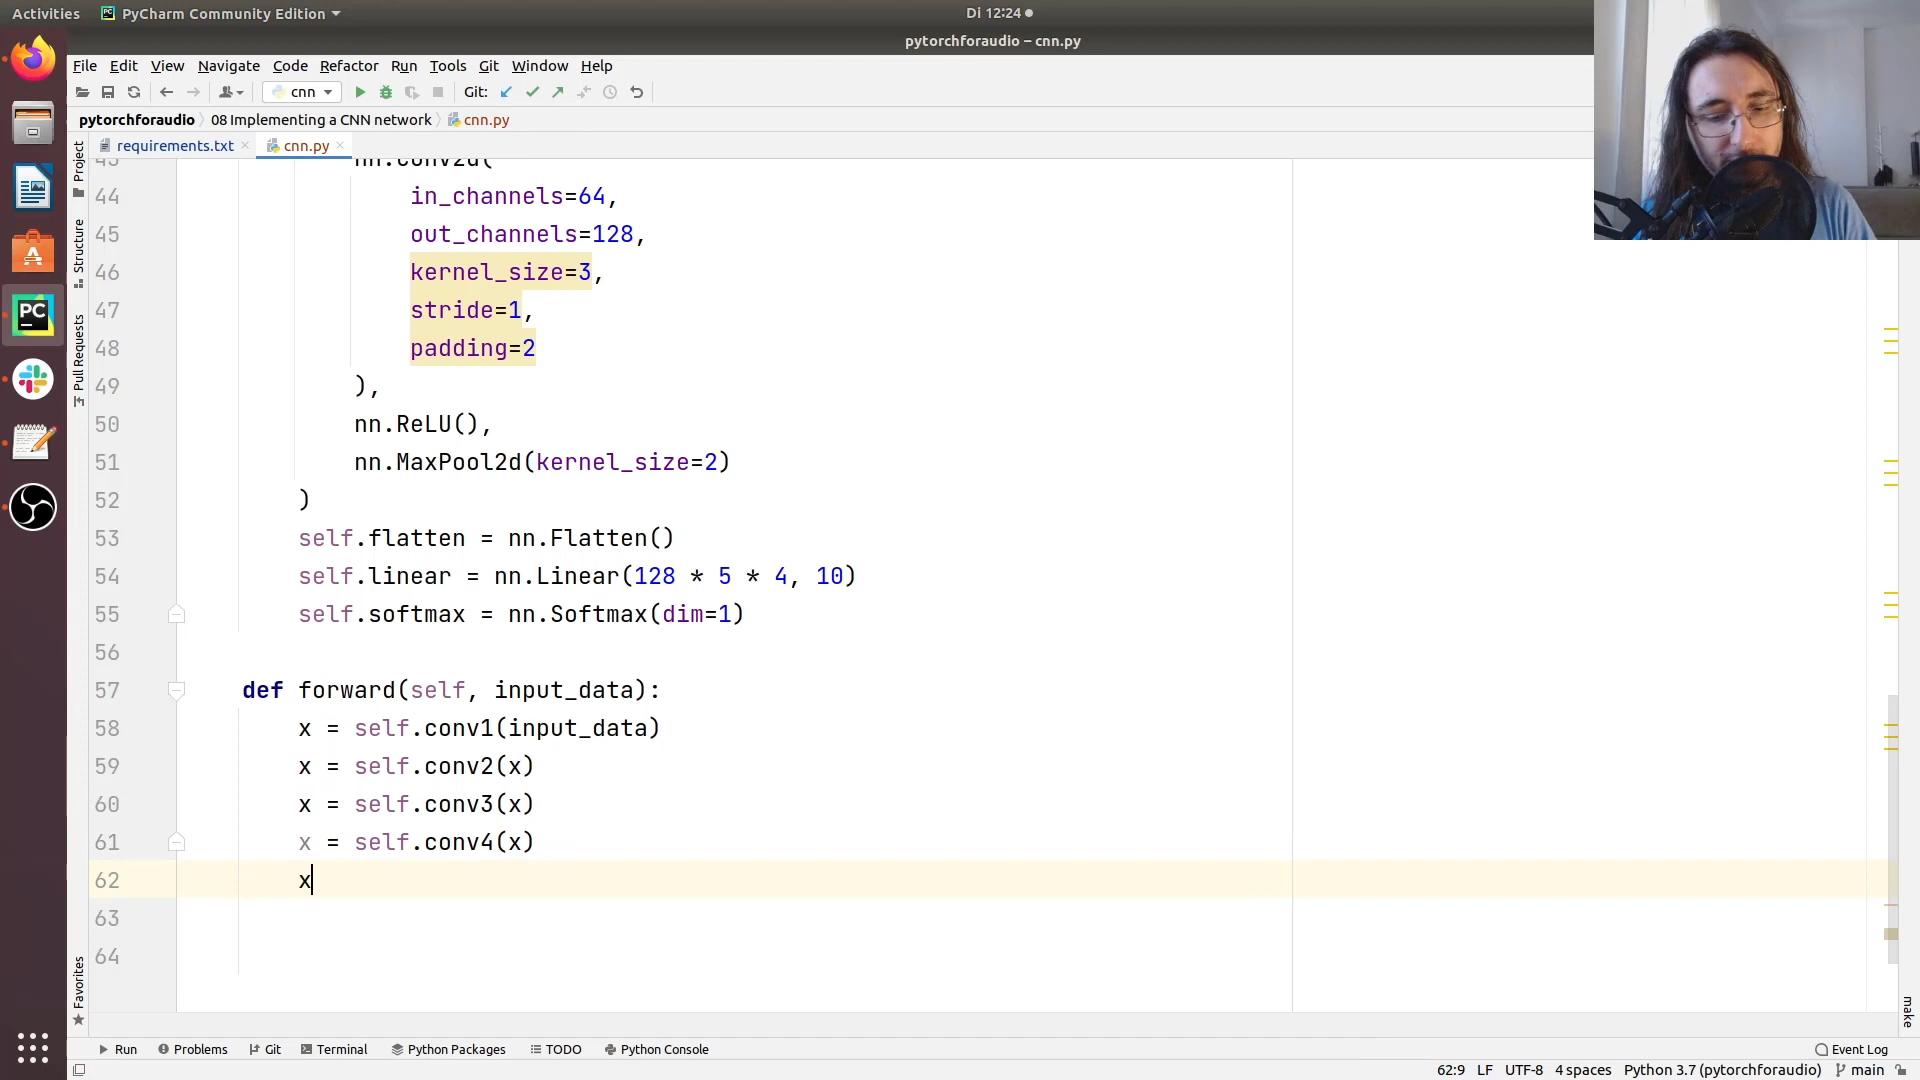 Activities
PyCharm Community Edition
Di 12:24
pytorchforaudio – cnn.py
File Edit View Navigate Code Refactor Run Tools Git Window Help
cnn
Git:
pytorchforaudio 08 Implementing a CNN network cnn.py
requirements.txt cnn.py
Project
Structure
Pull Requests
Favorites
43 nn.Conv2d(
44 in_channels=64,
45 out_channels=128,
46 kernel_size=3,
47 stride=1,
48 padding=2
49 ),
50 nn.ReLU(),
51 nn.MaxPool2d(kernel_size=2)
52 )
53 self.flatten = nn.Flatten()
54 self.linear = nn.Linear(128 * 5 * 4, 10)
55 self.softmax = nn.Softmax(dim=1)
56
57 def forward(self, input_data):
58 x = self.conv1(input_data)
59 x = self.conv2(x)
60 x = self.conv3(x)
61 x = self.conv4(x)
62 x
63
64
make
Run Problems Git Terminal Python Packages TODO Python Console Event Log
62:9 LF UTF-8 4 spaces Python 3.7 (pytorchforaudio) main